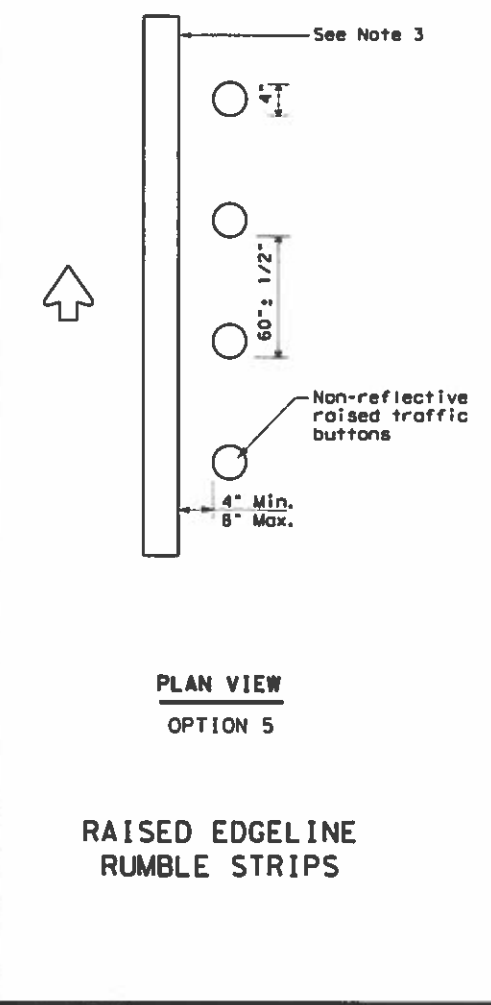 See Note 3
4"
60"± 1/2"
Non-reflective
raised traffic
buttons
4" Min.
8" Max.
PLAN VIEW
OPTION 5
RAISED EDGELINE
RUMBLE STRIPS